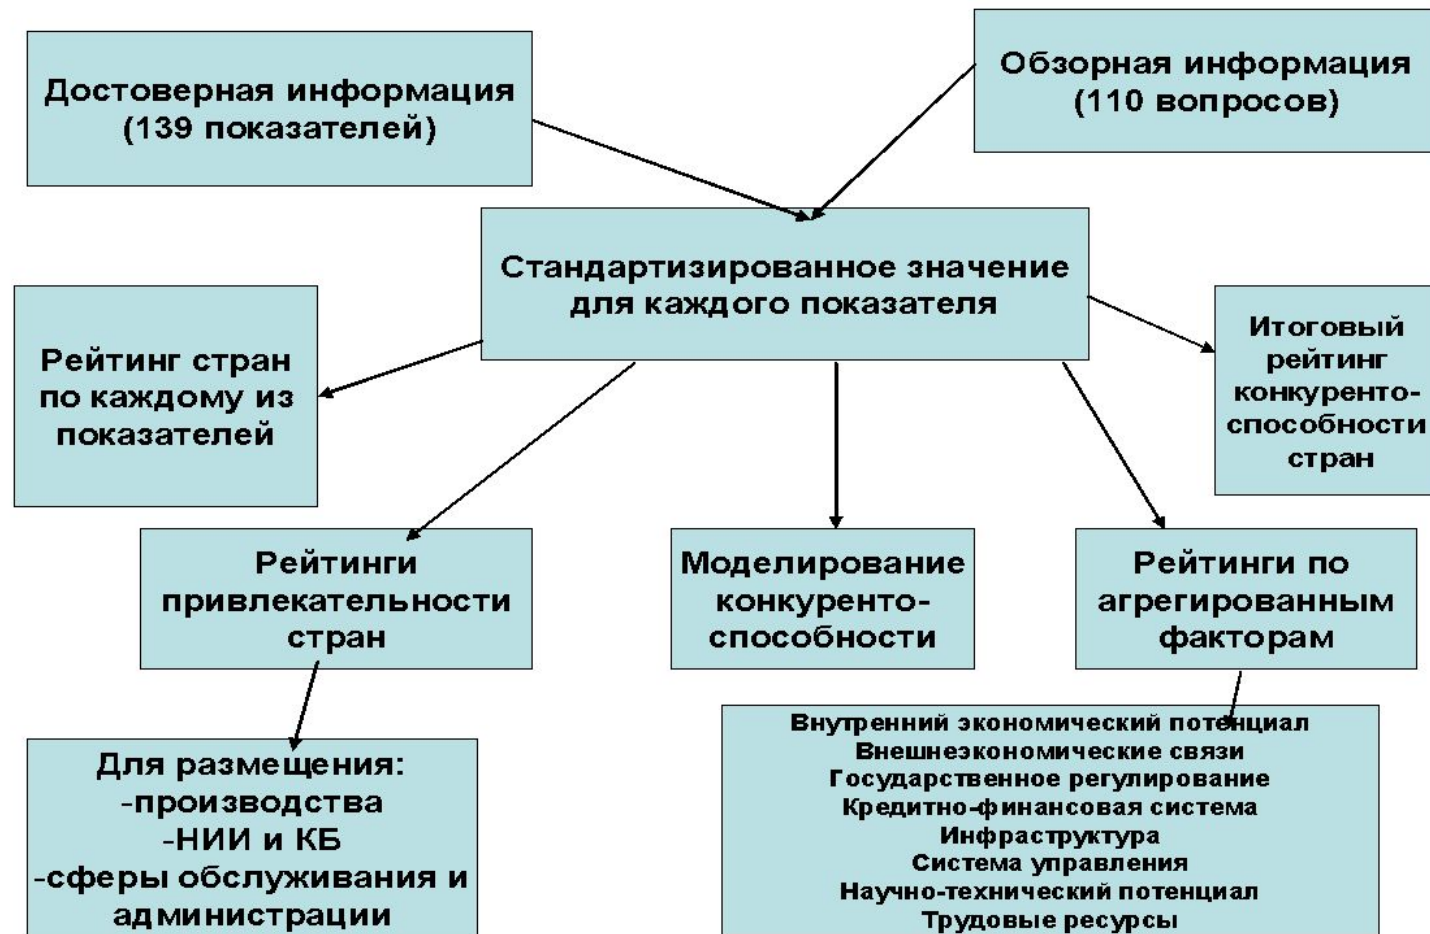 Достоверная информация
(139 показателей)
Обзорная информация
(110 вопросов)
Стандартизированное значение
для каждого показателя
Рейтинг стран
по каждому из
показателей
Итоговый
рейтинг
конкуренто-
способности
стран
Рейтинги
привлекательности
стран
Моделирование
конкуренто-
способности
Рейтинги по
агрегированным
факторам
Для размещения:
-производства
-НИИ и КБ
-сферы обслуживания и
администрации
Внутренний экономический потенциал
Внешнеэкономические связи
Государственное регулирование
Кредитно-финансовая система
Инфраструктура
Система управления
Научно-технический потенциал
Трудовые ресурсы